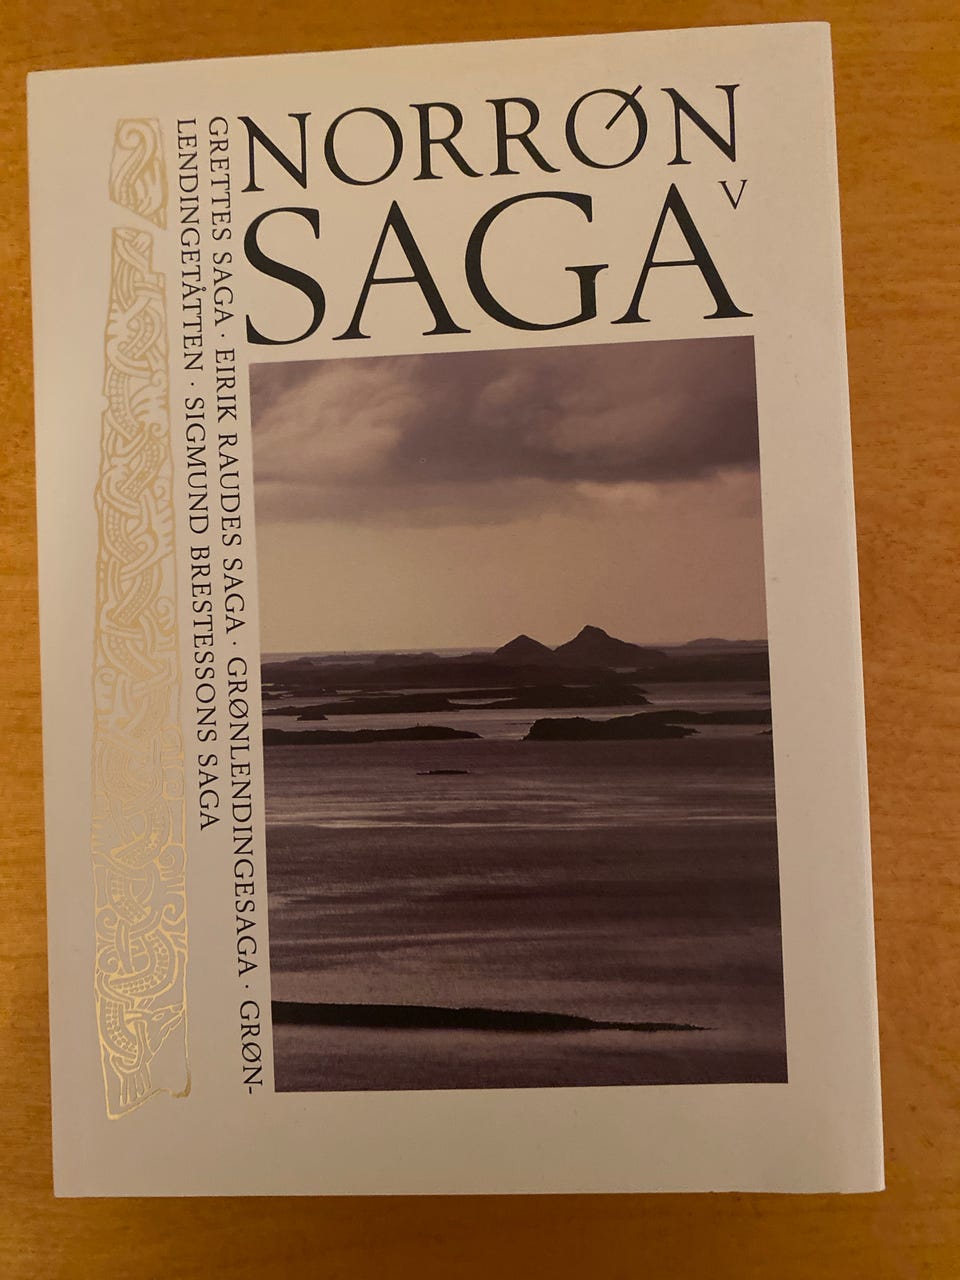 NORRØN
SAGA V
GRETTES SAGA · EIRIK RAUDES SAGA · GRØNLENDINGESAGA · GRØN-
LENDINGETÅTTEN · SIGMUND BRESTESSONS SAGA